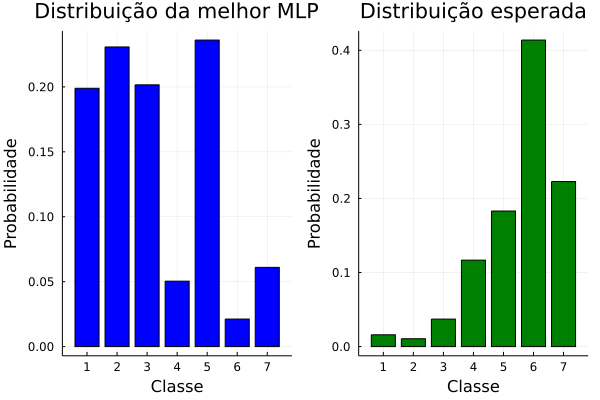 Distribuição da melhor MLP
Probabilidade
0.20
0.15
0.10
0.05
0.00
1 2 3 4 5 6 7
Classe
Distribuição esperada
Probabilidade
0.4
0.3
0.2
0.1
0.0
1 2 3 4 5 6 7
Classe